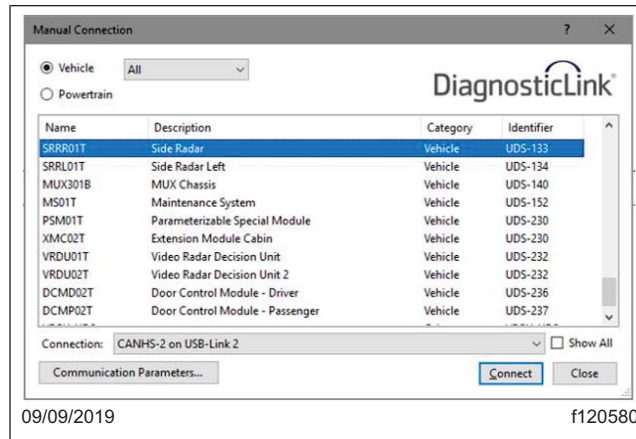 Manual Connection ? ×
Vehicle All
DiagnosticLink
Powertrain
Name Description Category Identifier
SRRR01T Side Radar Vehicle UDS-133
SRRL01T Side Radar Left Vehicle UDS-134
MUX301B MUX Chassis Vehicle UDS-140
MS01T Maintenance System Vehicle UDS-152
PSM01T Parameterizable Special Module Vehicle UDS-230
XMC02T Extension Module Cabin Vehicle UDS-230
VRDU01T Video Radar Decision Unit Vehicle UDS-232
VRDU02T Video Radar Decision Unit 2 Vehicle UDS-232
DCMD02T Door Control Module - Driver Vehicle UDS-236
DCMP02T Door Control Module - Passenger Vehicle UDS-237
Connection: CANHS-2 on USB-Link 2 Show All
Communication Parameters... Connect Close
09/09/2019 f120580